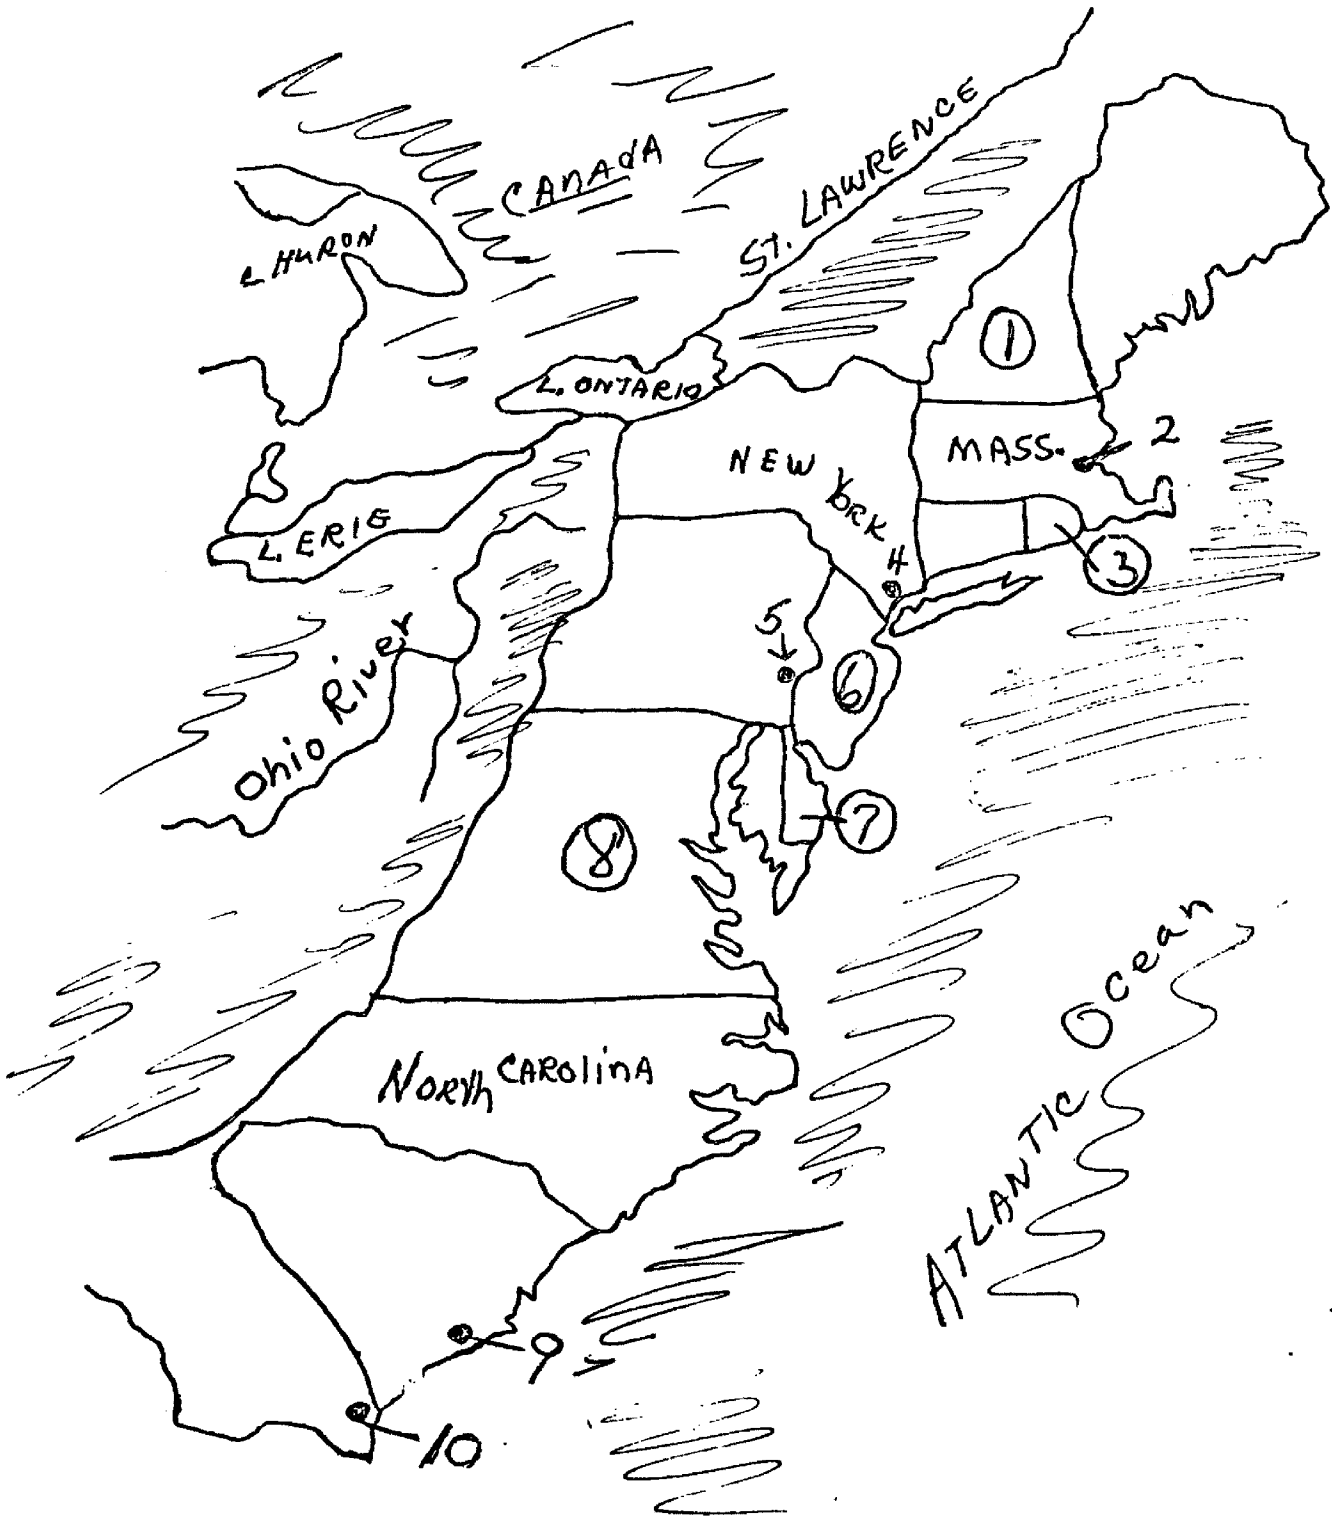 CANADA
ST. LAWRENCE
L HURON
1
L. ONTARIO
NEW YORK
MASS.
2
L. ERIE
3
4
5
6
Ohio River
7
8
ATLANTIC Ocean
North CAROLINA
9
10